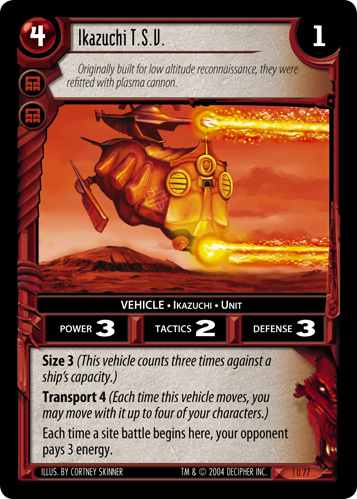 4 Ikazuchi T.S.V. 1
Originally built for low altitude reconnaissance, they were
refitted with plasma cannon.
VEHICLE • IKAZUCHI • UNIT
POWER 3 TACTICS 2 DEFENSE 3
Size 3 (This vehicle counts three times against a
ship's capacity.)
Transport 4 (Each time this vehicle moves, you
may move with it up to four of your characters.)
Each time a site battle begins here, your opponent
pays 3 energy.
ILLUS. BY CORTNEY SKINNER TM & © 2004 DECIPHER INC. 1 U 77